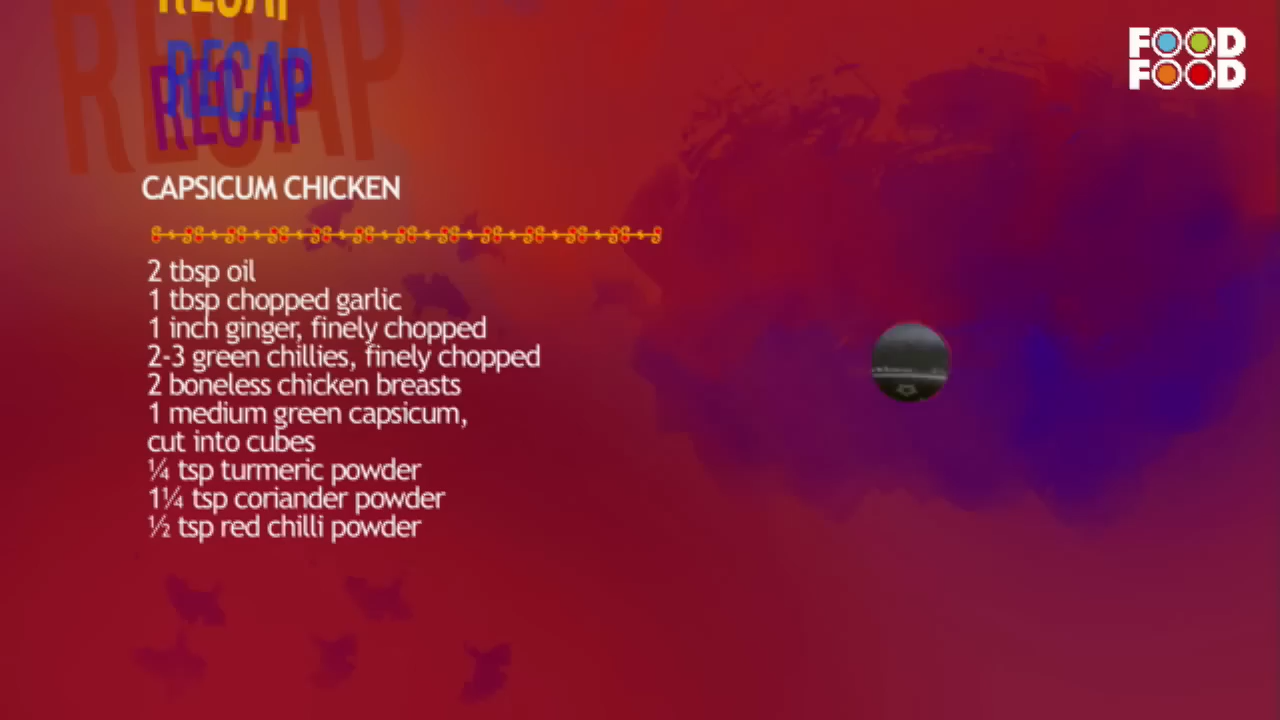 RECAP
RECAP
RECAP
RECAP
FOOD
FOOD
CAPSICUM CHICKEN
2 tbsp oil
1 tbsp chopped garlic
1 inch ginger, finely chopped
2-3 green chillies, finely chopped
2 boneless chicken breasts
1 medium green capsicum,
cut into cubes
¼ tsp turmeric powder
1¼ tsp coriander powder
½ tsp red chilli powder